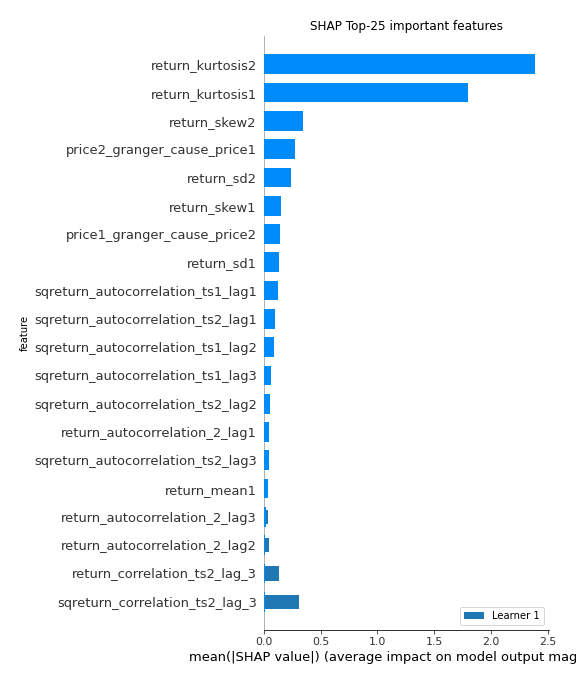 SHAP Top-25 important features
return_kurtosis2
return_kurtosis1
return_skew2
price2_granger_cause_price1
return_sd2
return_skew1
price1_granger_cause_price2
return_sd1
sqreturn_autocorrelation_ts1_lag1
sqreturn_autocorrelation_ts2_lag1
sqreturn_autocorrelation_ts1_lag2
sqreturn_autocorrelation_ts1_lag3
sqreturn_autocorrelation_ts2_lag2
return_autocorrelation_2_lag1
sqreturn_autocorrelation_ts2_lag3
return_mean1
return_autocorrelation_2_lag3
return_autocorrelation_2_lag2
return_correlation_ts2_lag_3
sqreturn_correlation_ts2_lag_3
feature
Learner 1
0.0 0.5 1.0 1.5 2.0 2.5
mean(|SHAP value|) (average impact on model output mag